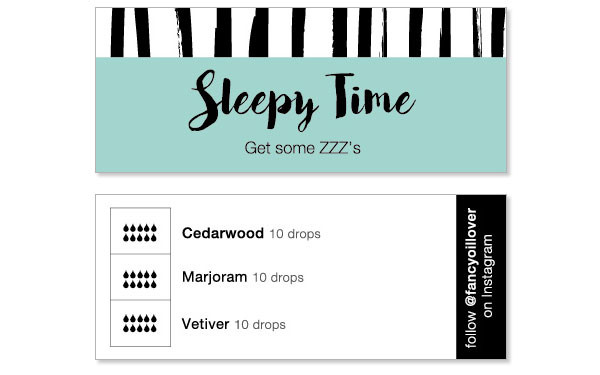 Sleepy Time
Get some ZZZ's
Cedarwood 10 drops
Marjoram 10 drops
Vetiver 10 drops
follow @fancyoillover
on Instagram